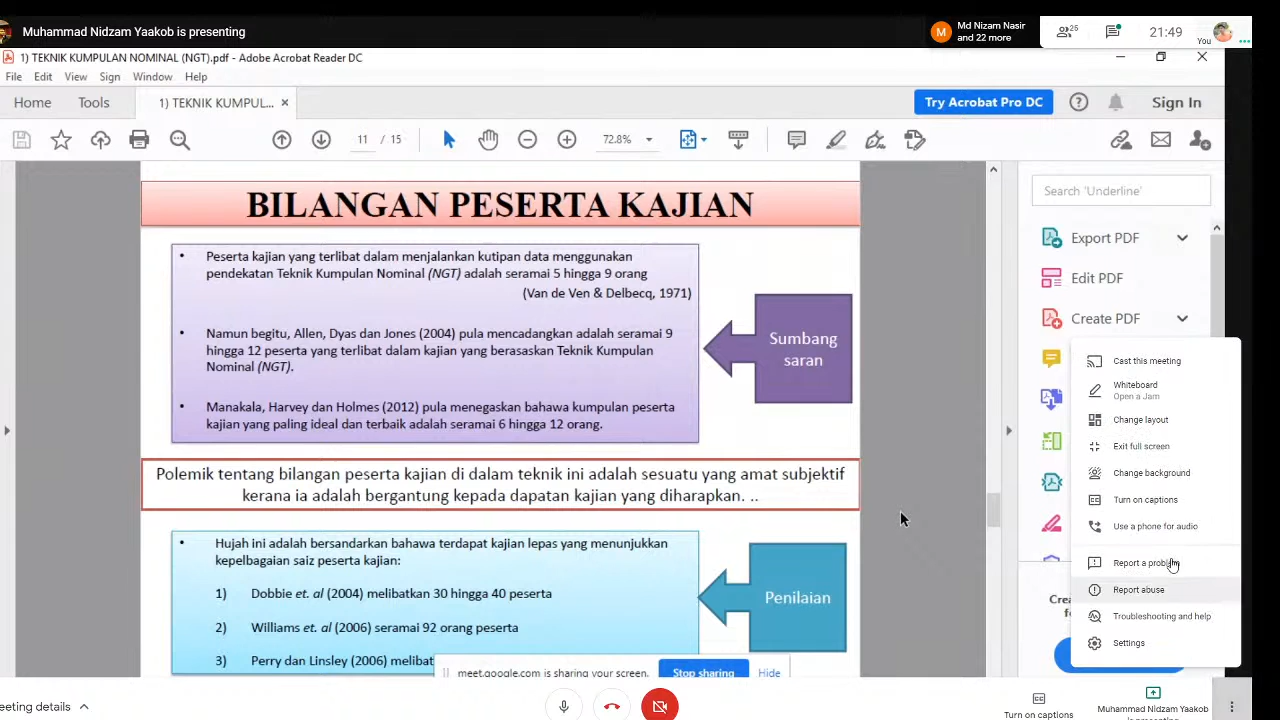 Muhammad Nidzam Yaakob is presenting
M
Md Nizam Nasir
and 22 more
25
21:49
You
1) TEKNIK KUMPULAN NOMINAL (NGT).pdf - Adobe Acrobat Reader DC
File Edit View Sign Window Help
Home Tools 1) TEKNIK KUMPUL... ×
Try Acrobat Pro DC
Sign In
11 / 15
72.8%
Search 'Underline'
Export PDF
Edit PDF
Create PDF
BILANGAN PESERTA KAJIAN
• Peserta kajian yang terlibat dalam menjalankan kutipan data menggunakan
pendekatan Teknik Kumpulan Nominal (NGT) adalah seramai 5 hingga 9 orang
(Van de Ven & Delbecq, 1971)
• Namun begitu, Allen, Dyas dan Jones (2004) pula mencadangkan adalah seramai 9
hingga 12 peserta yang terlibat dalam kajian yang berasaskan Teknik Kumpulan
Nominal (NGT).
• Manakala, Harvey dan Holmes (2012) pula menegaskan bahawa kumpulan peserta
kajian yang paling ideal dan terbaik adalah seramai 6 hingga 12 orang.
Sumbang
saran
Polemik tentang bilangan peserta kajian di dalam teknik ini adalah sesuatu yang amat subjektif
kerana ia adalah bergantung kepada dapatan kajian yang diharapkan. ..
• Hujah ini adalah bersandarkan bahawa terdapat kajian lepas yang menunjukkan
kepelbagaian saiz peserta kajian:
1) Dobbie et. al (2004) melibatkan 30 hingga 40 peserta
2) Williams et. al (2006) seramai 92 orang peserta
3) Perry dan Linsley (2006) melibat
Penilaian
Cast this meeting
Whiteboard
Open a Jam
Change layout
Exit full screen
Change background
Turn on captions
Use a phone for audio
Report a problem
Report abuse
Troubleshooting and help
Settings
meet.google.com is sharing your screen.
Stop sharing
Hide
eeting details
Turn on captions
Muhammad Nidzam Yaakob